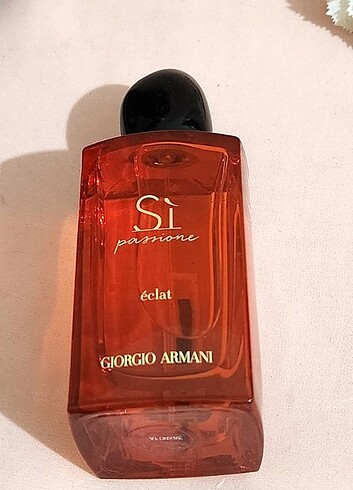 Sì
passione
éclat
GIORGIO ARMANI